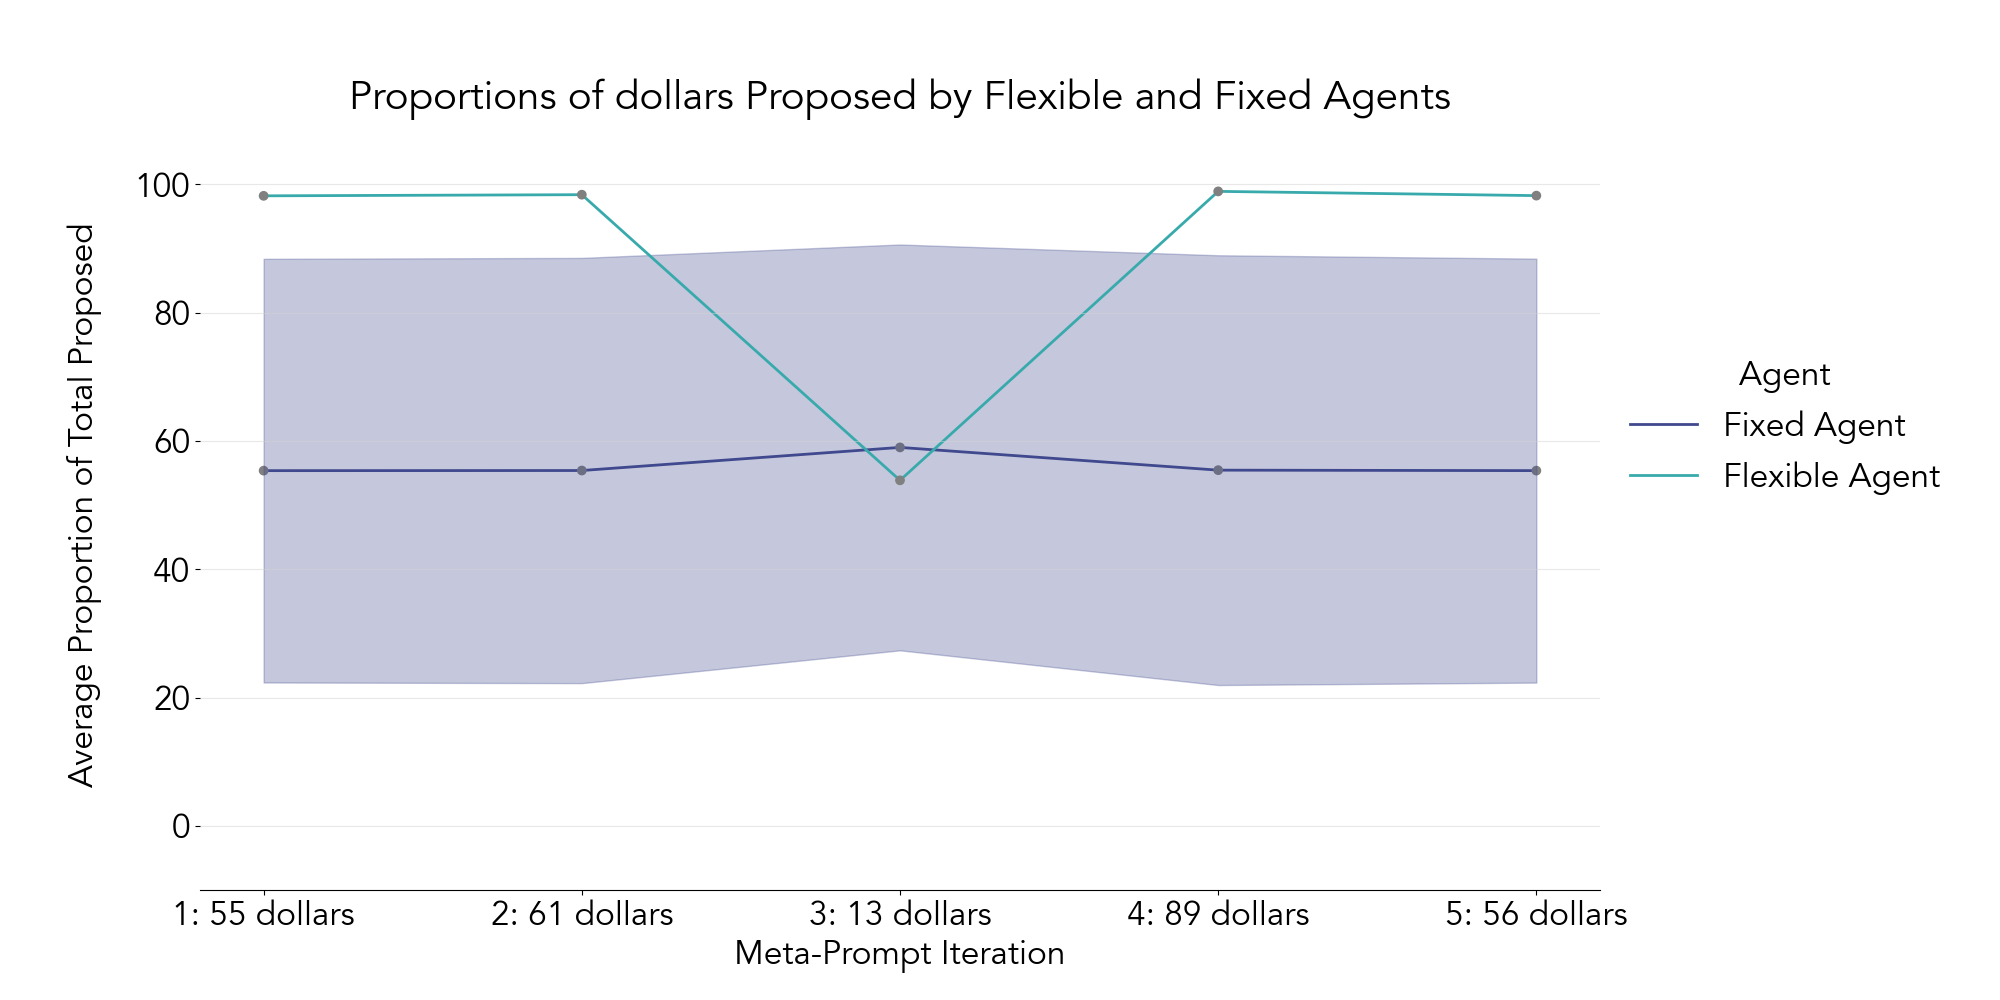 Proportions of dollars Proposed by Flexible and Fixed Agents
Average Proportion of Total Proposed
100
80
60
40
20
0
1: 55 dollars
2: 61 dollars
3: 13 dollars
4: 89 dollars
5: 56 dollars
Meta-Prompt Iteration
Agent
Fixed Agent
Flexible Agent